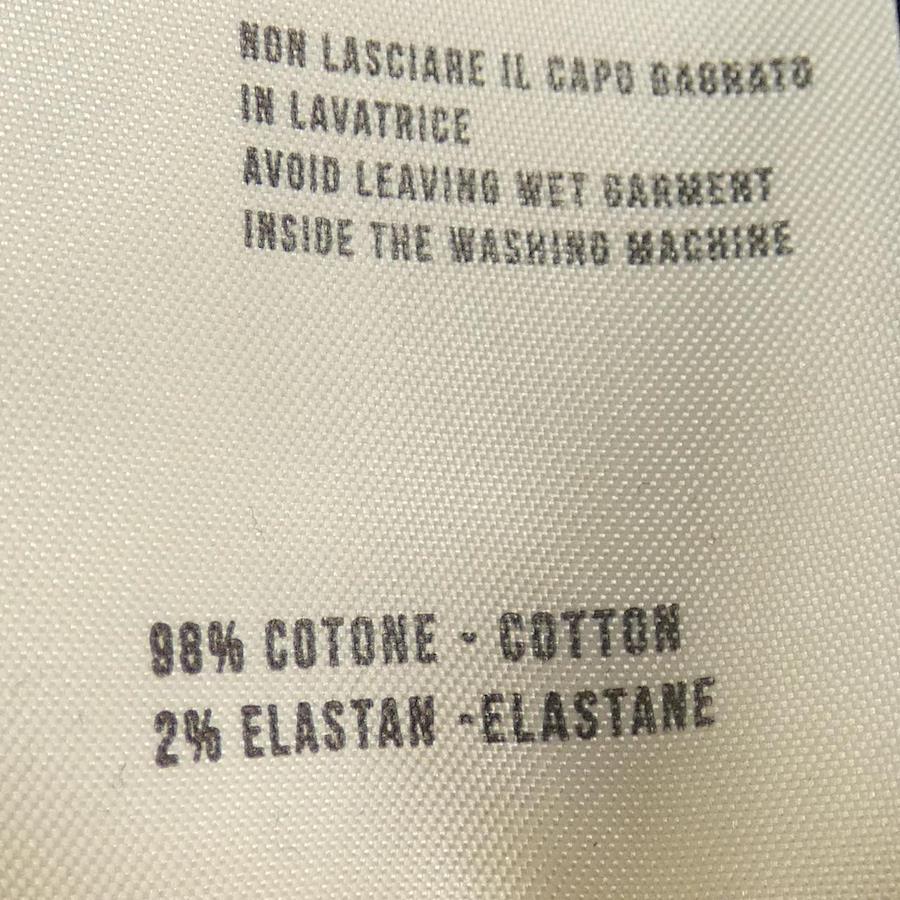 NON LASCIARE IL CAPO BAGNATO
IN LAVATRICE
AVOID LEAVING WET GARMENT
INSIDE THE WASHING MACHINE
98% COTONE - COTTON
2% ELASTAN -ELASTANE